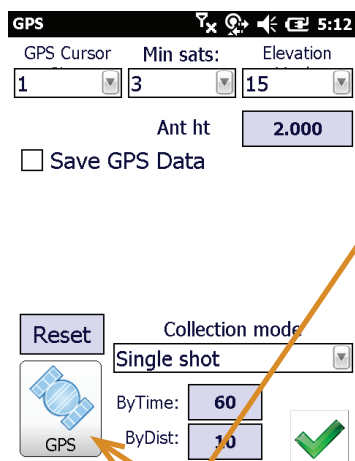 GPS 5:12
GPS Cursor Min sats: Elevation
1 3 15
Ant ht 2.000
Save GPS Data
Reset Collection mode
Single shot
ByTime: 60
GPS ByDist: 10